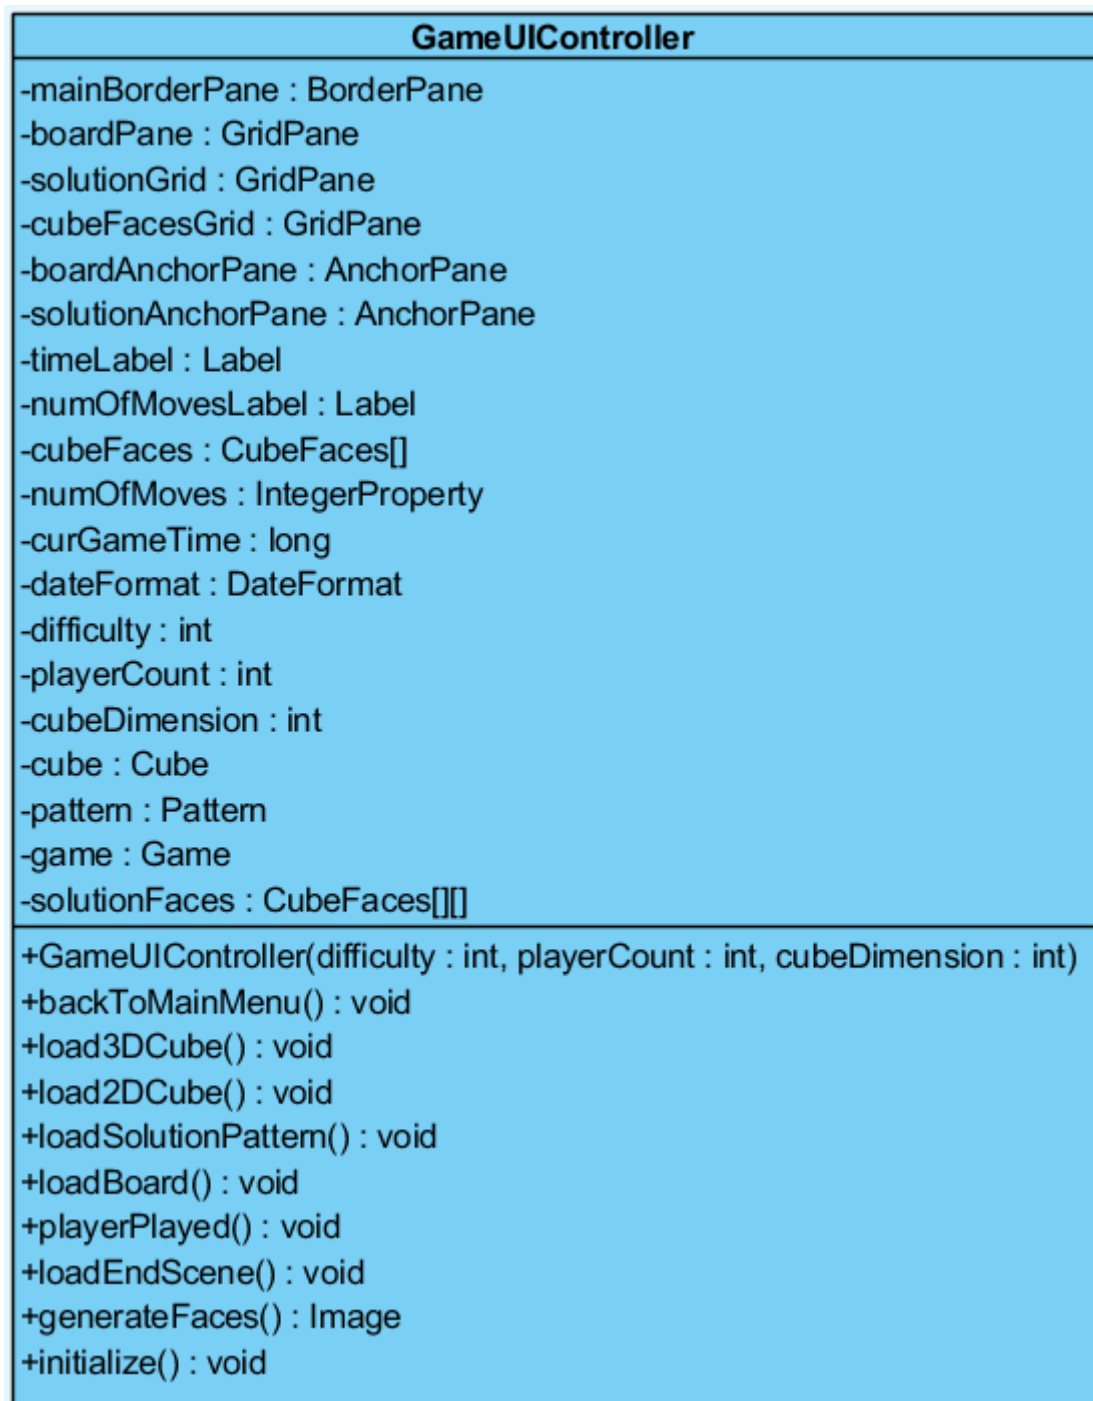 GameUIController
-mainBorderPane : BorderPane
-boardPane : GridPane
-solutionGrid : GridPane
-cubeFacesGrid : GridPane
-boardAnchorPane : AnchorPane
-solutionAnchorPane : AnchorPane
-timeLabel : Label
-numOfMovesLabel : Label
-cubeFaces : CubeFaces[]
-numOfMoves : IntegerProperty
-curGameTime : long
-dateFormat : DateFormat
-difficulty : int
-playerCount : int
-cubeDimension : int
-cube : Cube
-pattern : Pattern
-game : Game
-solutionFaces : CubeFaces[][]
+GameUIController(difficulty : int, playerCount : int, cubeDimension : int)
+backToMainMenu() : void
+load3DCube() : void
+load2DCube() : void
+loadSolutionPattern() : void
+loadBoard() : void
+playerPlayed() : void
+loadEndScene() : void
+generateFaces() : Image
+initialize() : void